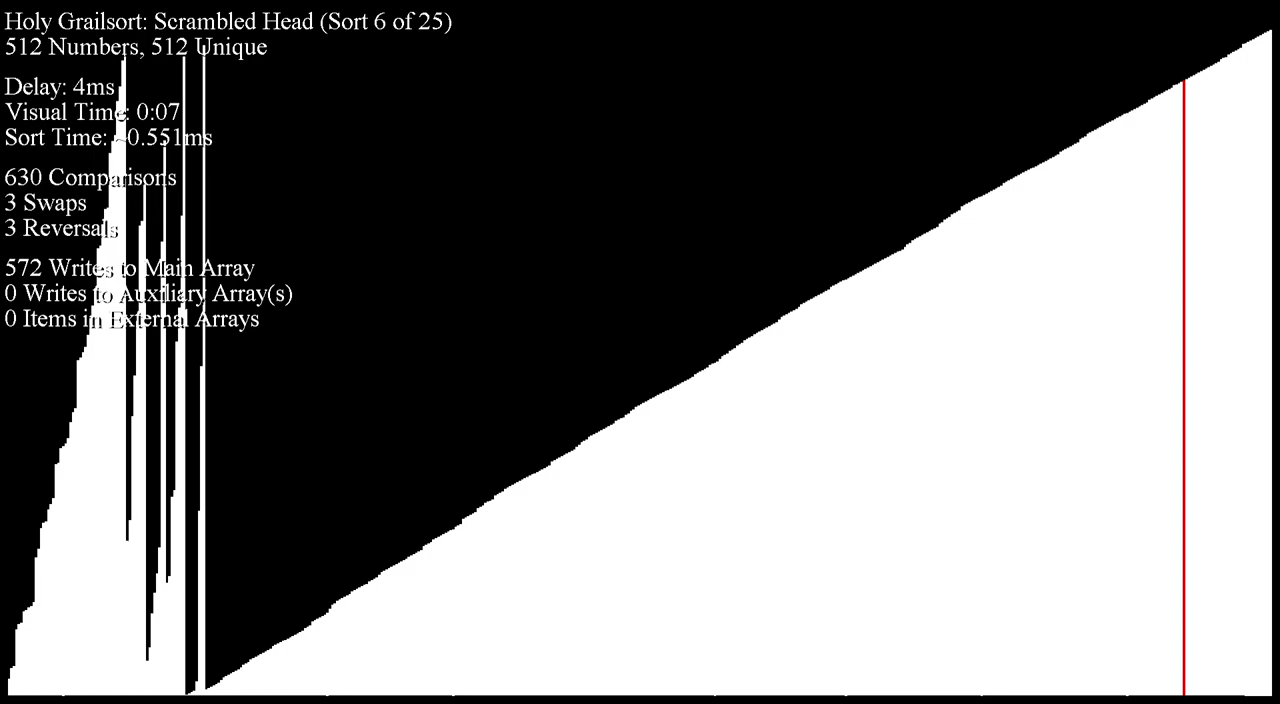 Holy Grailsort: Scrambled Head (Sort 6 of 25)
512 Numbers, 512 Unique
Delay: 4ms
Visual Time: 0:07
Sort Time: ~0.551ms
630 Comparisons
3 Swaps
3 Reversals
572 Writes to Main Array
0 Writes to Auxiliary Array(s)
0 Items in External Arrays